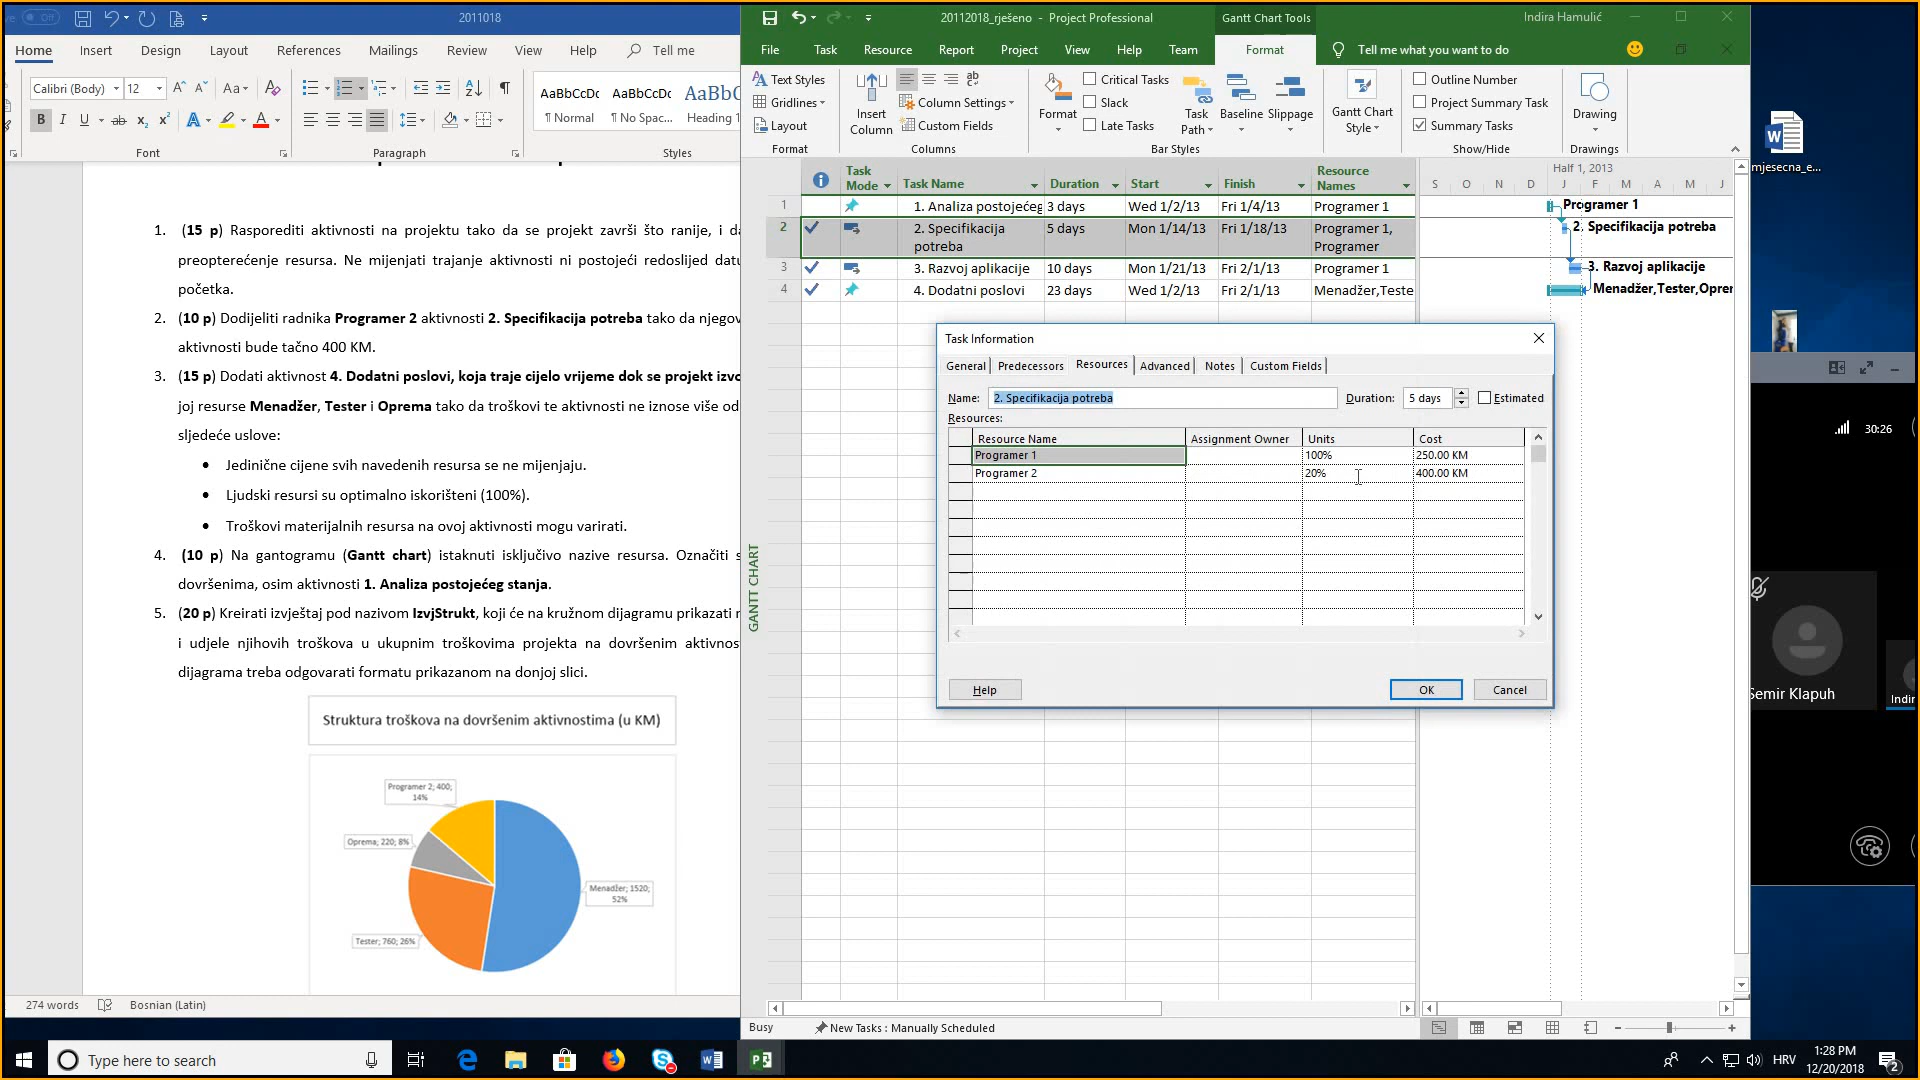 Off
2011018
Home Insert Design Layout References Mailings Review View Help Tell me
Calibri (Body) 12 Aa
AaBbCcDc AaBbCcDc AaBbC
B I U ab x₂ x² A A
¶ Normal ¶ No Spac... Heading 1
Font Paragraph Styles
1. (15 p) Rasporediti aktivnosti na projektu tako da se projekt završi što ranije, i da
preopterećenje resursa. Ne mijenjati trajanje aktivnosti ni postojeći redoslijed datu
početka.
2. (10 p) Dodijeliti radnika Programer 2 aktivnosti 2. Specifikacija potreba tako da njegov
aktivnosti bude tačno 400 KM.
3. (15 p) Dodati aktivnost 4. Dodatni poslovi, koja traje cijelo vrijeme dok se projekt izvo
joj resurse Menadžer, Tester i Oprema tako da troškovi te aktivnosti ne iznose više od
sljedeće uslove:
• Jedinične cijene svih navedenih resursa se ne mijenjaju.
• Ljudski resursi su optimalno iskorišteni (100%).
• Troškovi materijalnih resursa na ovoj aktivnosti mogu varirati.
4. (10 p) Na gantogramu (Gantt chart) istaknuti isključivo nazive resursa. Označiti s
dovršenima, osim aktivnosti 1. Analiza postojećeg stanja.
5. (20 p) Kreirati izvještaj pod nazivom IzvjStrukt, koji će na kružnom dijagramu prikazati r
i udjele njihovih troškova u ukupnim troškovima projekta na dovršenim aktivnos
dijagrama treba odgovarati formatu prikazanom na donjoj slici.
Struktura troškova na dovršenim aktivnostima (u KM)
Programer 2; 400;
14%
Oprema; 220; 8%
Menadžer; 1520;
52%
Tester; 760; 26%
274 words Bosnian (Latin)
20112018_rješeno - Project Professional Gantt Chart Tools Indira Hamulić
File Task Resource Report Project View Help Team Format Tell me what you want to do
Text Styles
Gridlines
Layout
Format
Insert
Column
Column Settings
Custom Fields
Columns
Format
Critical Tasks
Slack
Late Tasks
Task
Path
Baseline
Slippage
Bar Styles
Gantt Chart
Style
Outline Number
Project Summary Task
Summary Tasks
Show/Hide
Drawing
Drawings
Task
Mode Task Name Duration Start Finish Resource
Names
Half 1, 2013
S O N D J F M A M J
1 1. Analiza postojećeg 3 days Wed 1/2/13 Fri 1/4/13 Programer 1
2 2. Specifikacija
potreba 5 days Mon 1/14/13 Fri 1/18/13 Programer 1,
Programer
3 3. Razvoj aplikacije 10 days Mon 1/21/13 Fri 2/1/13 Programer 1
4 4. Dodatni poslovi 23 days Wed 1/2/13 Fri 2/1/13 Menadžer,Teste
Programer 1
2. Specifikacija potreba
3. Razvoj aplikacije
Menadžer,Tester,Oprer
GANTT CHART
Task Information
General Predecessors Resources Advanced Notes Custom Fields
Name: 2. Specifikacija potreba Duration: 5 days Estimated
Resources:
Resource Name Assignment Owner Units Cost
Programer 1 100% 250.00 KM
Programer 2 20% 400.00 KM
Help OK Cancel
Busy New Tasks : Manually Scheduled
mjesecna_e...
30:26
Semir Klapuh
Indir
Type here to search
HRV
1:28 PM
12/20/2018
2